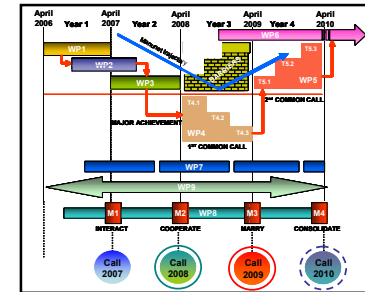 April 2006
April 2007
April 2008
April 2009
April 2010
Year 1
Year 2
Year 3
Year 4
WP6
WP1
WP2
WP3
T4.1
T4.2
T4.3
WP4
T5.1
T5.2
T5.3
WP5
MAJOR ACHIEVEMENT
1ST COMMON CALL
2nd COMMON CALL
WP7
WP9
M1
M2
WP8
M3
M4
INTERACT
COOPERATE
MARRY
CONSOLIDATE
Call 2007
Call 2008
Call 2009
Call 2010